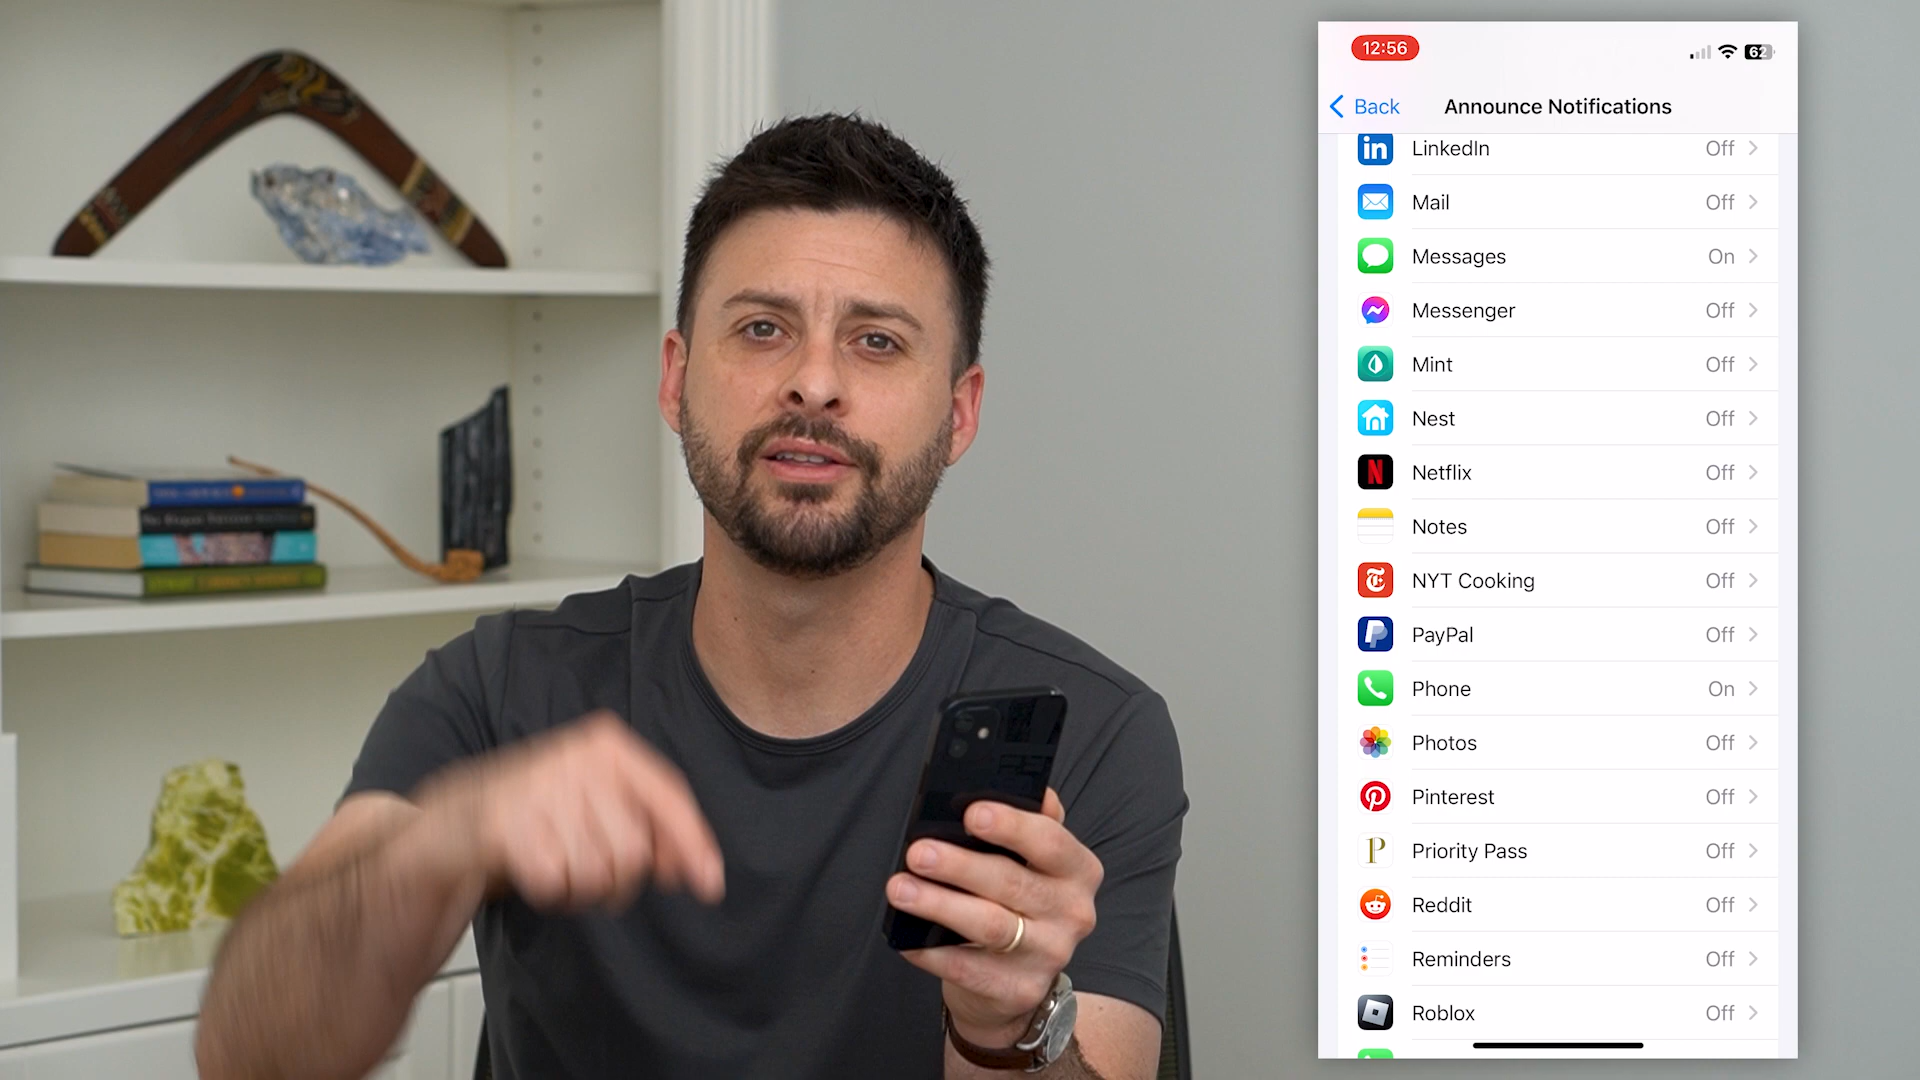 12:56
62
Back
Announce Notifications
LinkedIn Off
Mail Off
Messages On
Messenger Off
Mint Off
Nest Off
Netflix Off
Notes Off
NYT Cooking Off
PayPal Off
Phone On
Photos Off
Pinterest Off
Priority Pass Off
Reddit Off
Reminders Off
Roblox Off